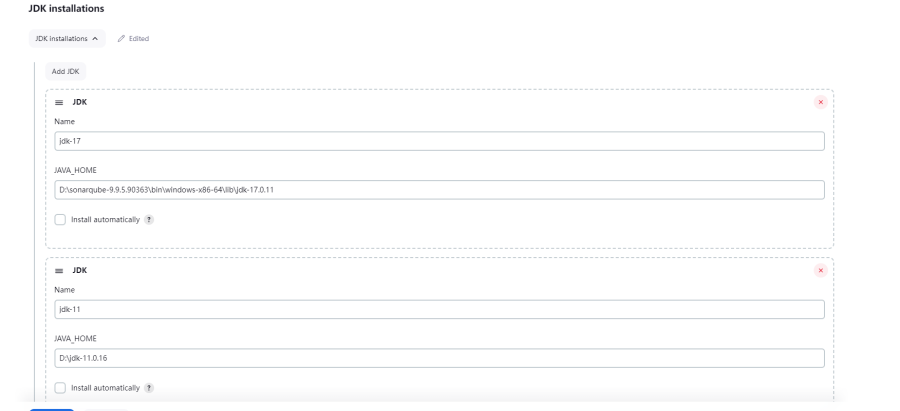 JDK installations
JDK installations
Edited
Add JDK
JDK
Name
jdk-17
JAVA_HOME
D:\sonarqube-9.9.5.90363\bin\windows-x86-64\lib\jdk-17.0.11
Install automatically ?
JDK
Name
jdk-11
JAVA_HOME
D:\jdk-11.0.16
Install automatically ?